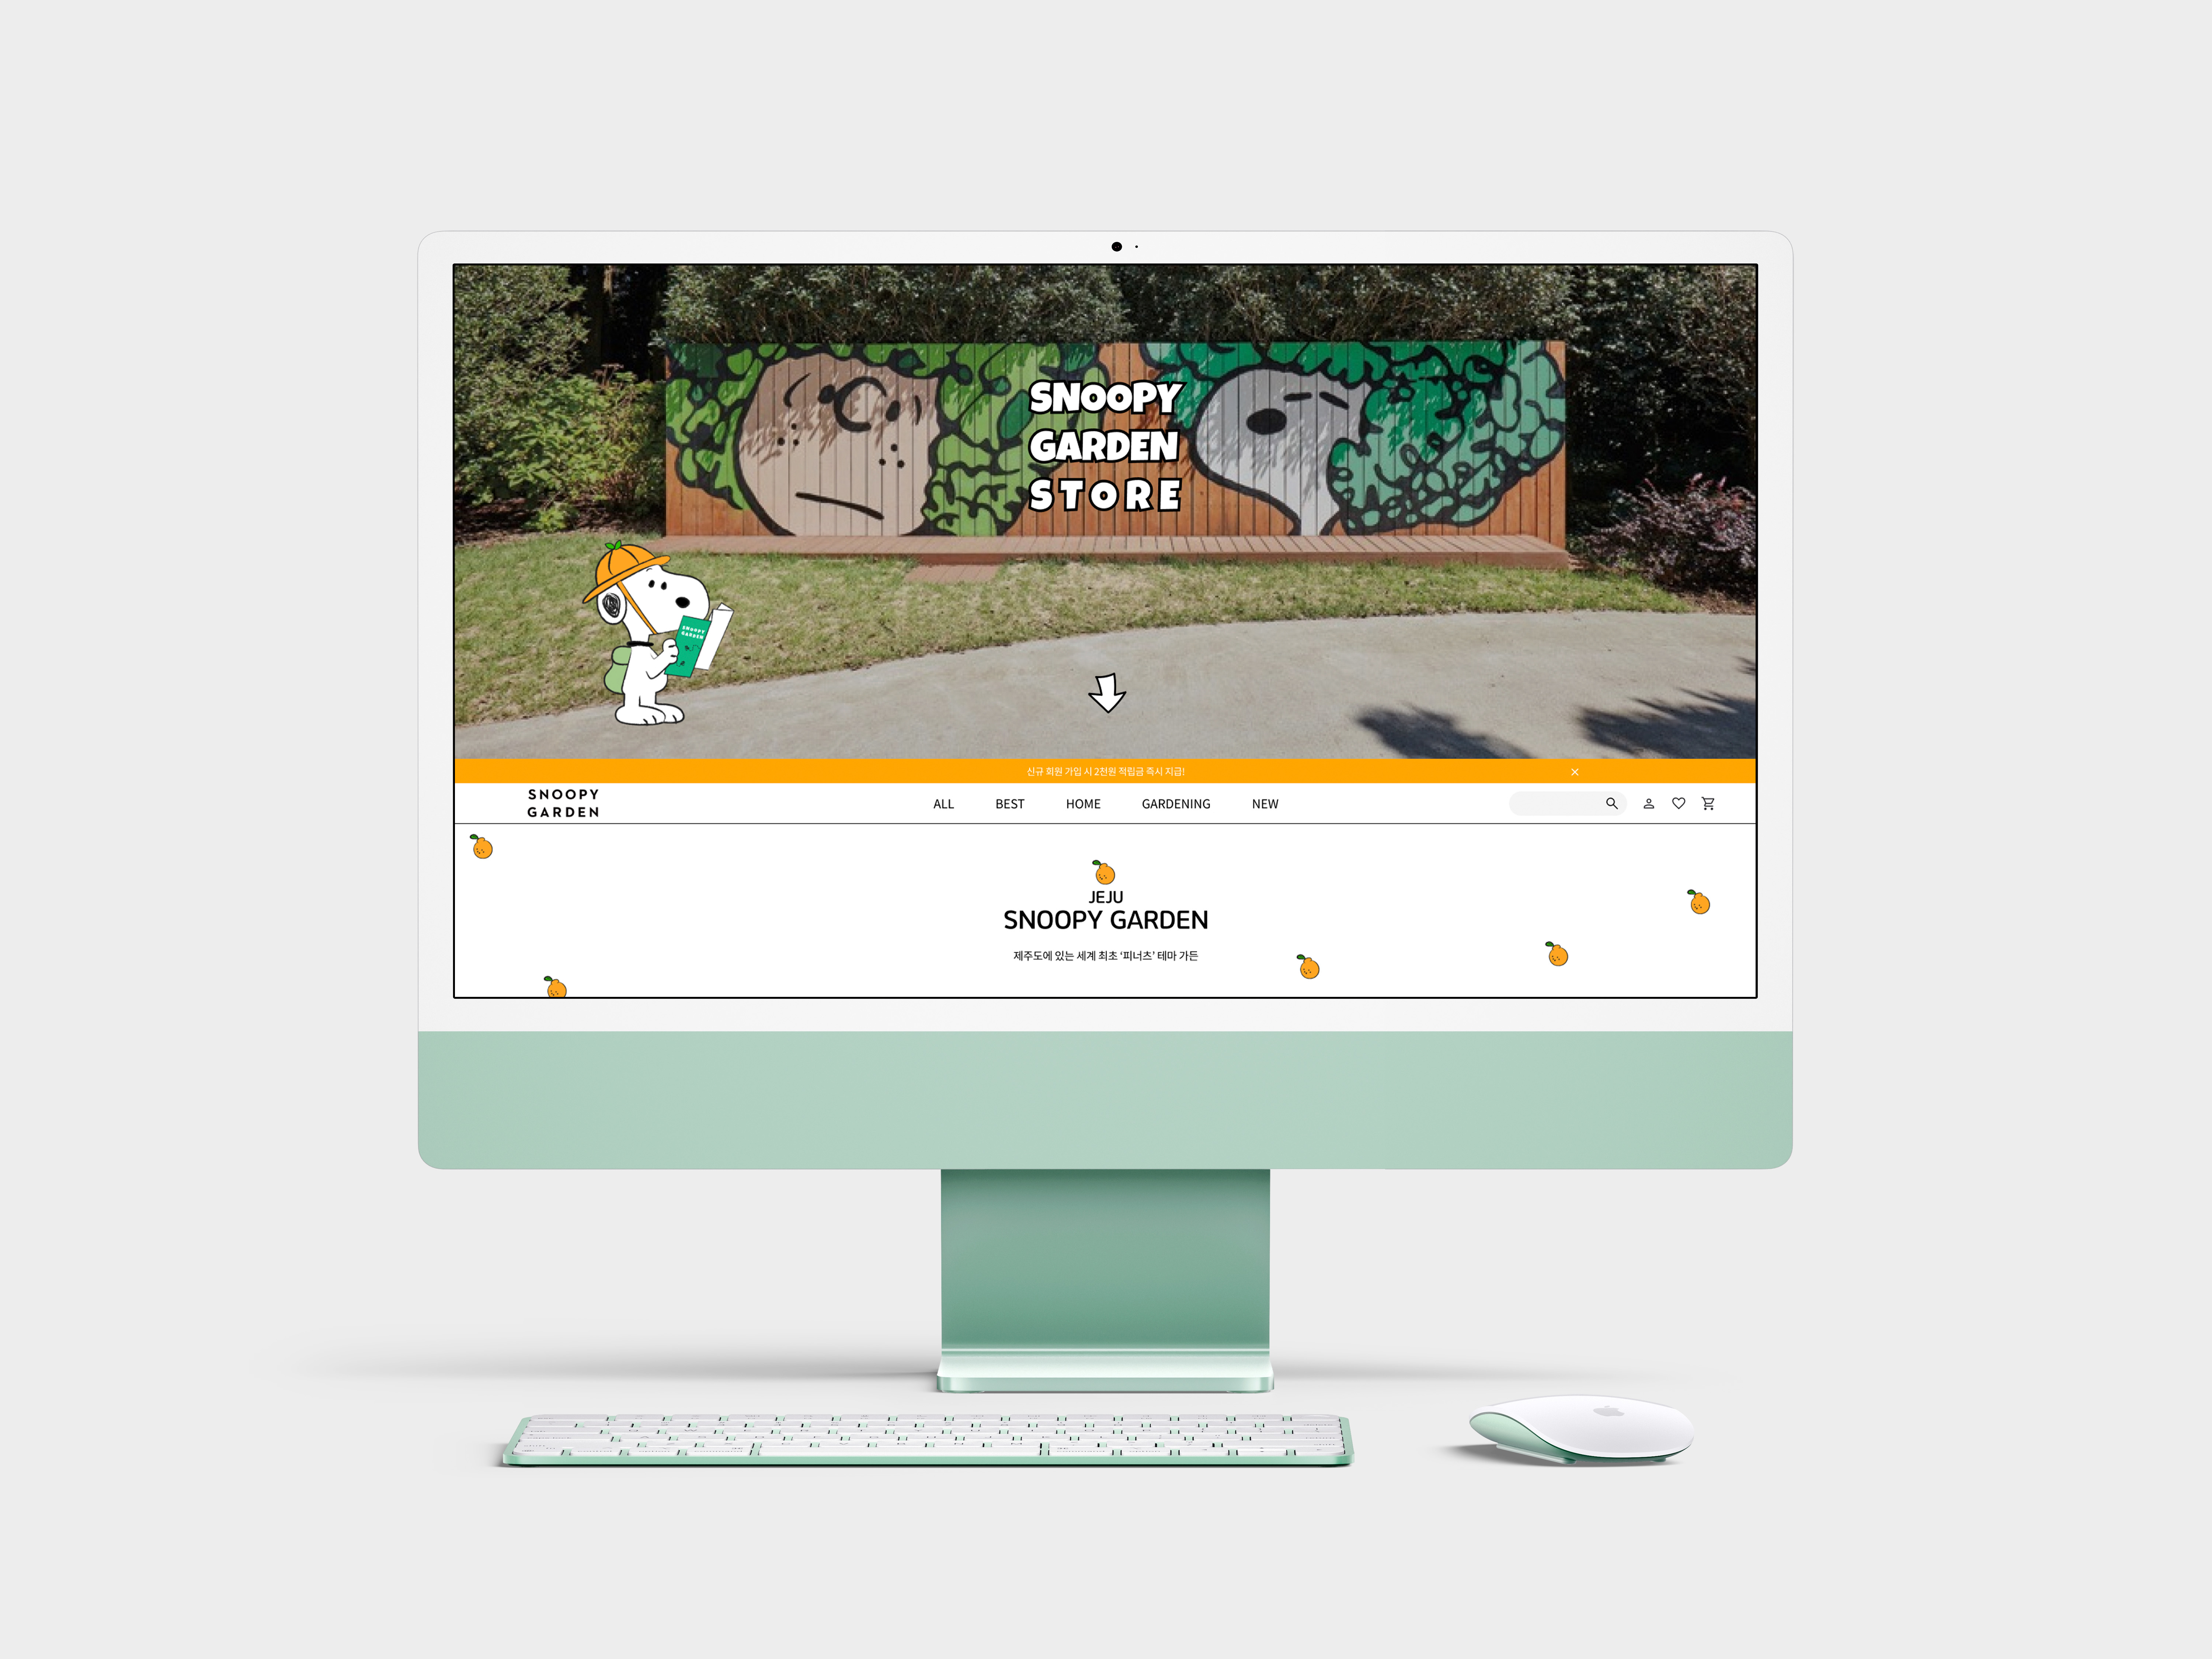 SNOOPY
GARDEN
STORE
SNOOPY
GARDEN
신규 회원 가입 시 2천원 적립금 즉시 지급!
SNOOPY
GARDEN
ALL BEST HOME GARDENING NEW
JEJU
SNOOPY GARDEN
제주도에 있는 세계 최초 ‘피너츠’ 테마 가든